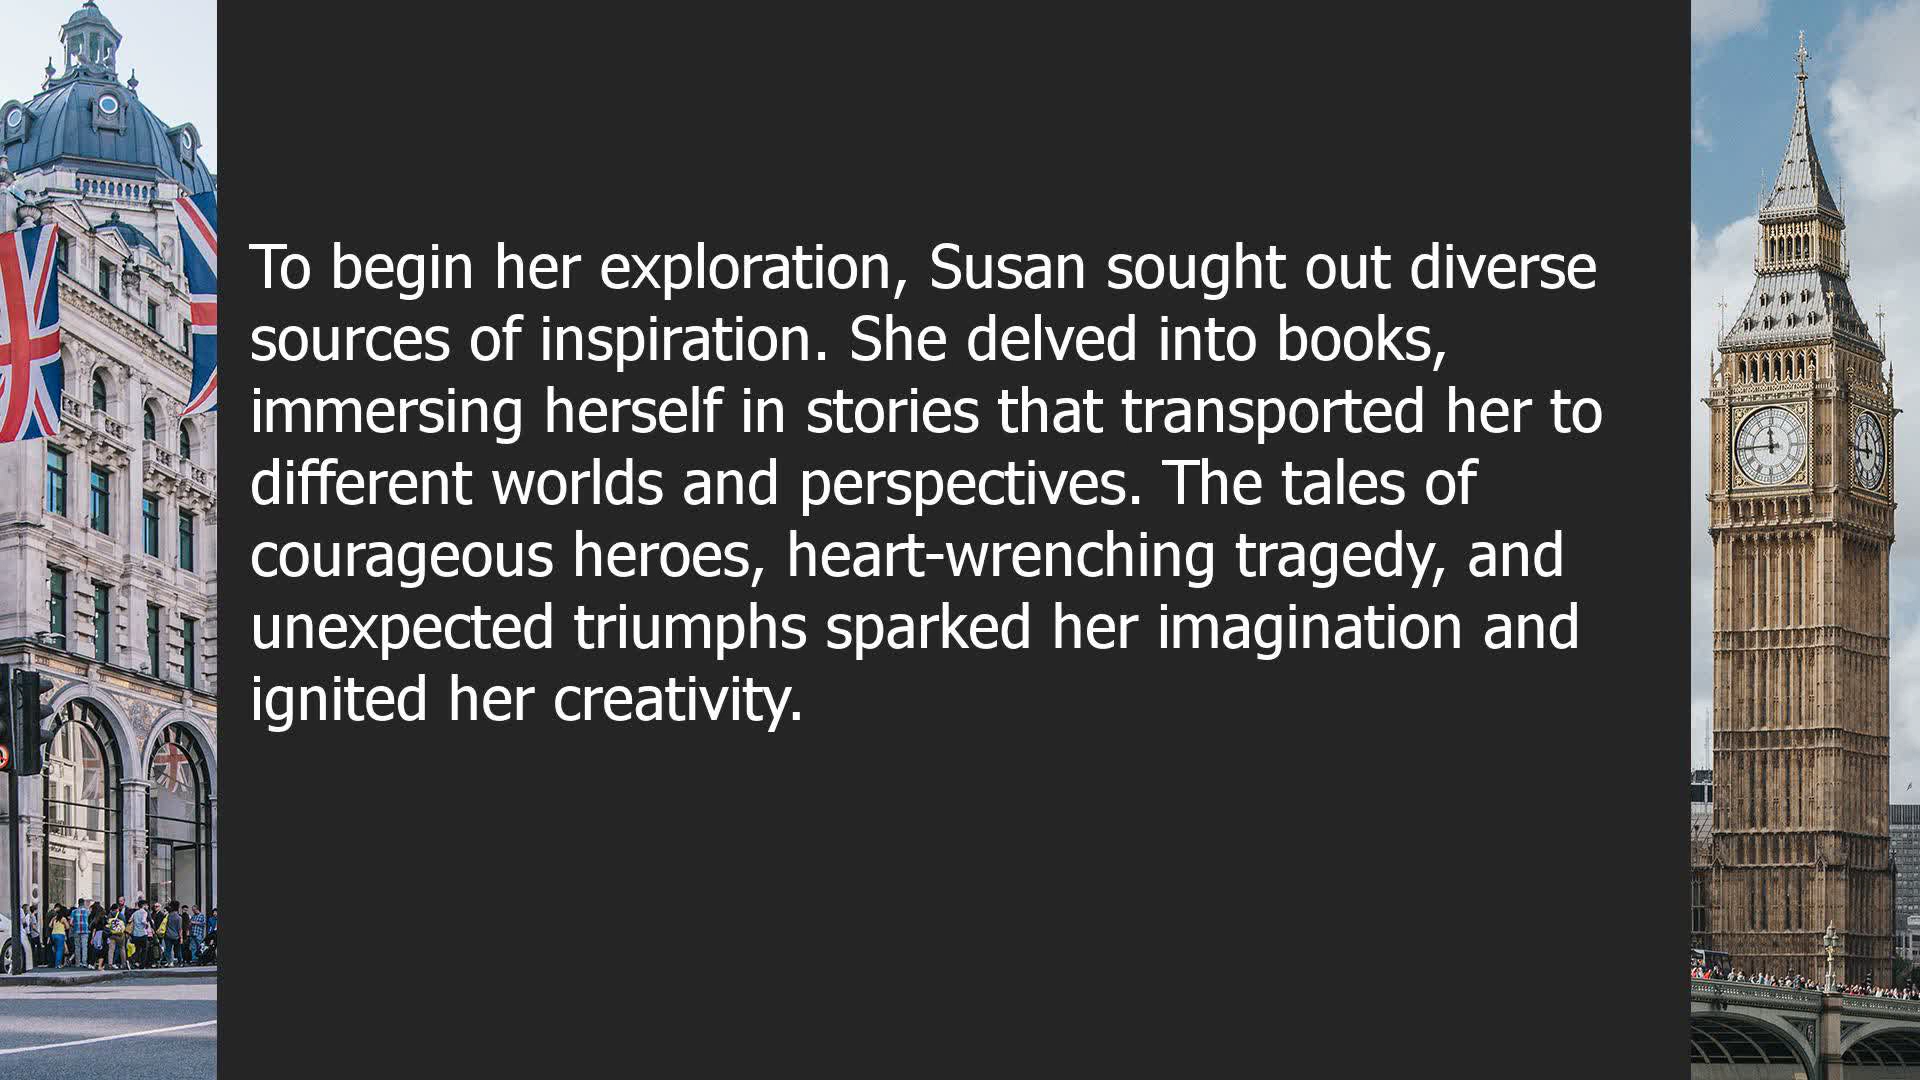 To begin her exploration, Susan sought out diverse
sources of inspiration. She delved into books,
immersing herself in stories that transported her to
different worlds and perspectives. The tales of
courageous heroes, heart-wrenching tragedy, and
unexpected triumphs sparked her imagination and
ignited her creativity.